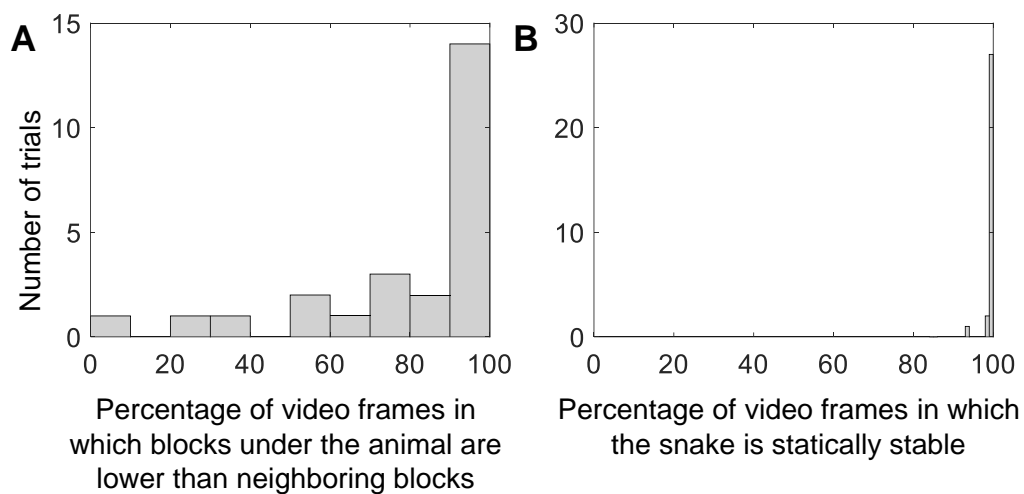 A
15
10
5
0
Number of trials
0 20 40 60 80 100
Percentage of video frames in
which blocks under the animal are
lower than neighboring blocks
B
30
20
10
0
0 20 40 60 80 100
Percentage of video frames in which
the snake is statically stable